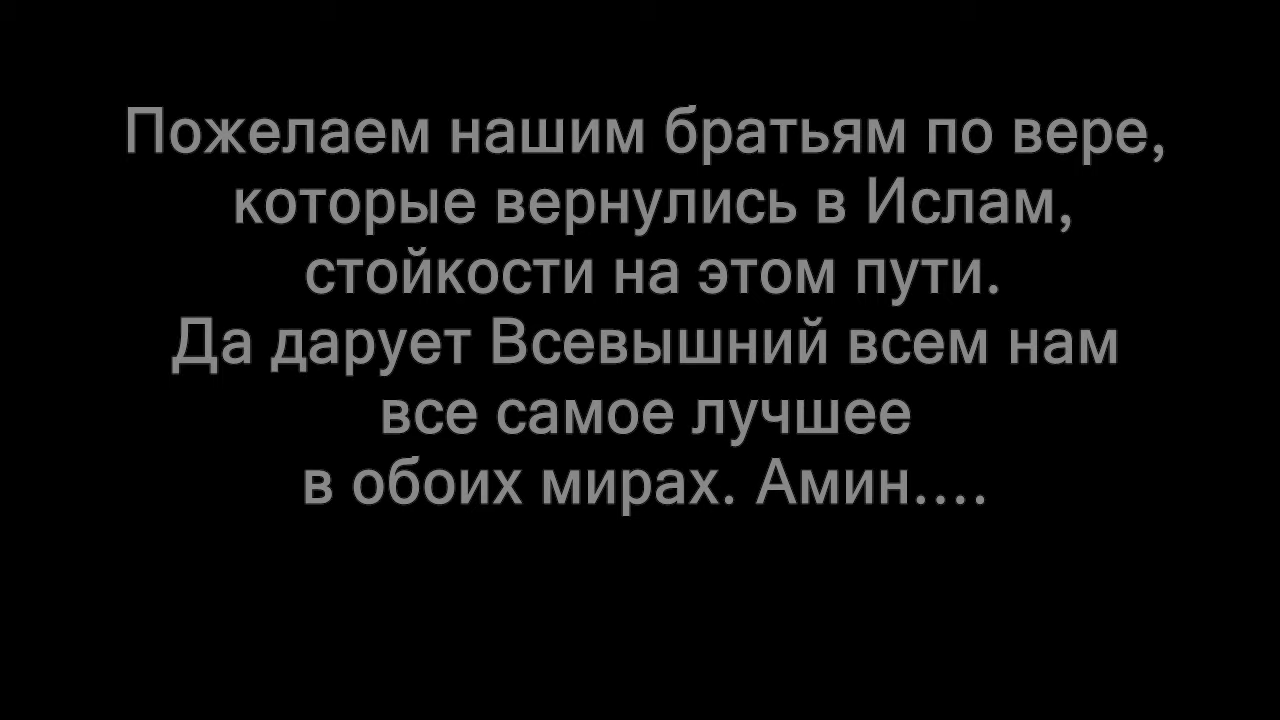 Пожелаем нашим братьям по вере,
которые вернулись в Ислам,
стойкости на этом пути.
Да дарует Всевышний всем нам
все самое лучшее
в обоих мирах. Амин....